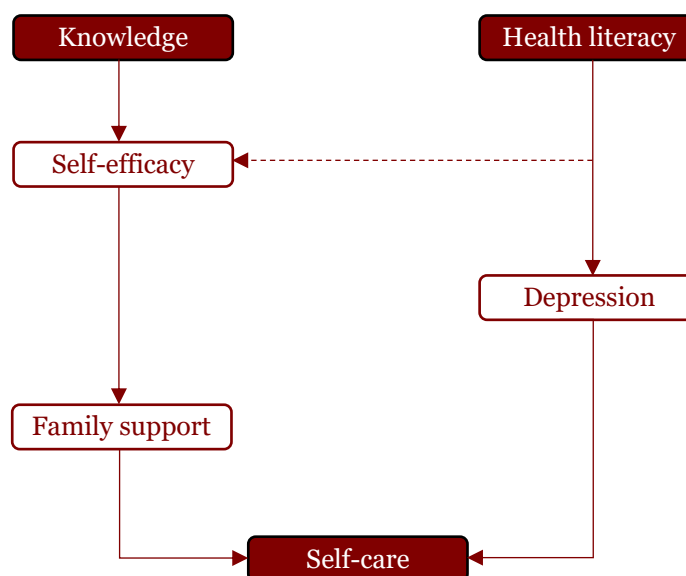 Knowledge
Health literacy
Self-efficacy
Depression
Family support
Self-care